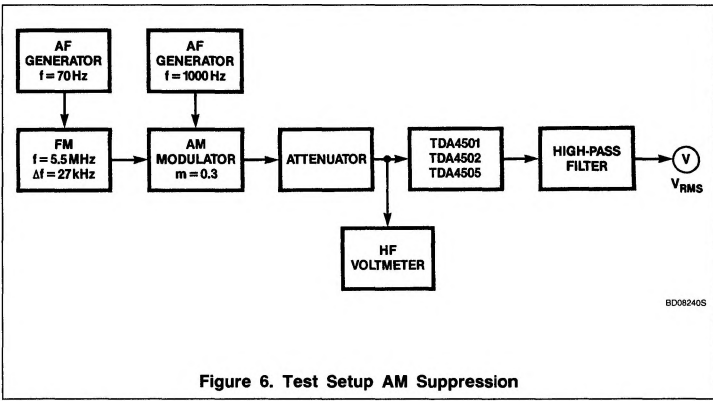 AF
GENERATOR
f = 70 Hz
AF
GENERATOR
f = 1000 Hz
FM
f = 5.5 MHz
Δf = 27 kHz
AM
MODULATOR
m = 0.3
ATTENUATOR
TDA4501
TDA4502
TDA4505
HIGH-PASS
FILTER
V
VRMS
HF
VOLTMETER
BD08240S
Figure 6. Test Setup AM Suppression